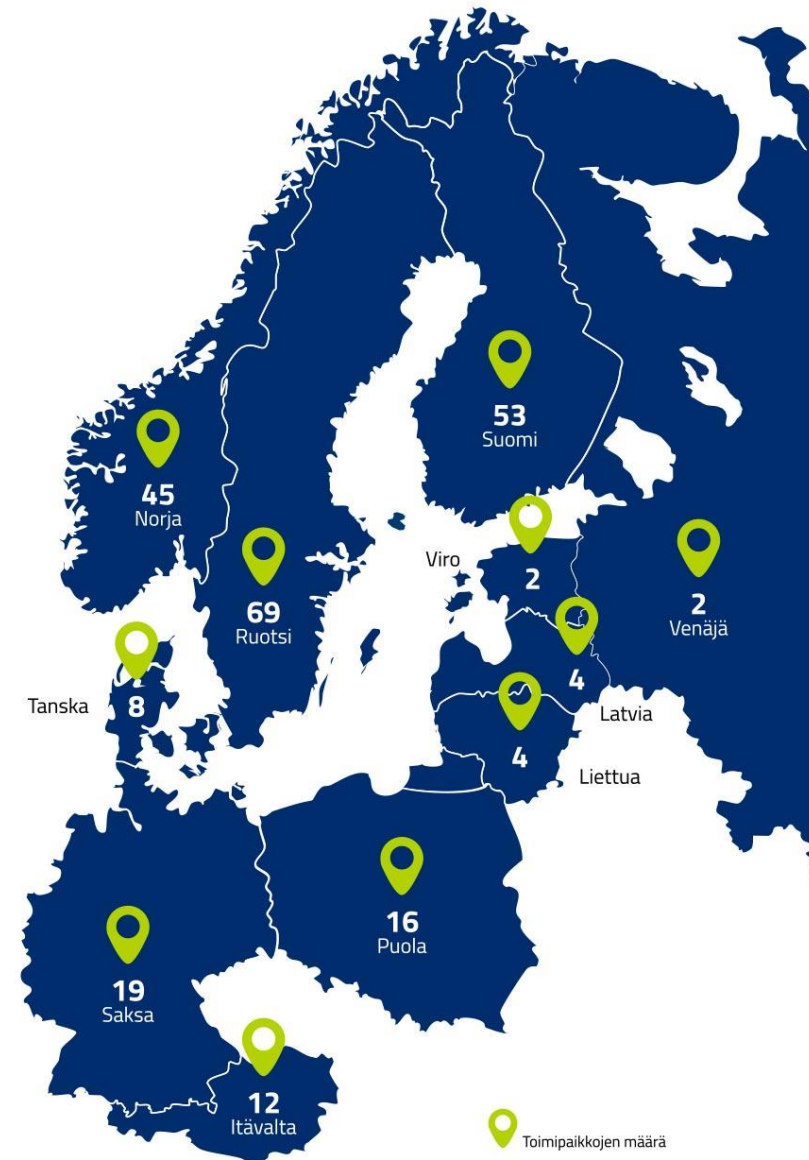 53
Suomi
45
Norja
Viro
2
69
Ruotsi
2
Venäjä
4
Tanska
8
Latvia
4
Liettua
16
Puola
19
Saksa
12
Itävalta
Toimipaikkojen määrä